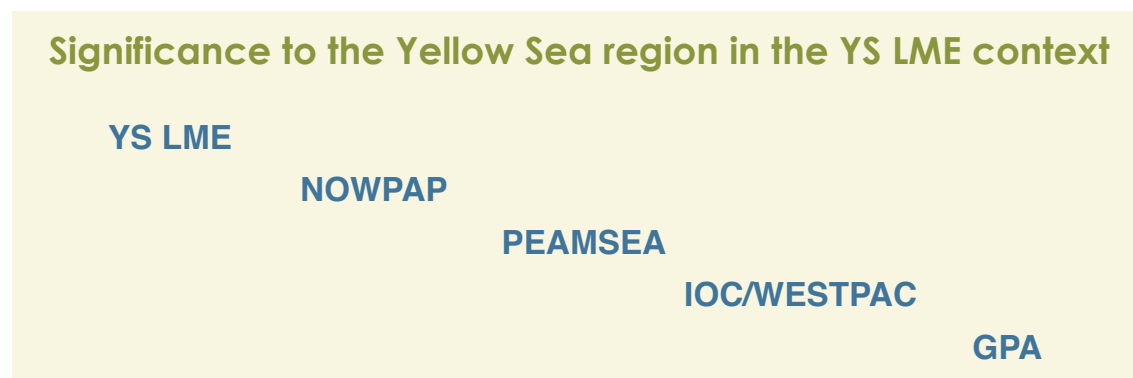 Significance to the Yellow Sea region in the YS LME context
YS LME
NOWPAP
PEAMSEA
IOC/WESTPAC
GPA